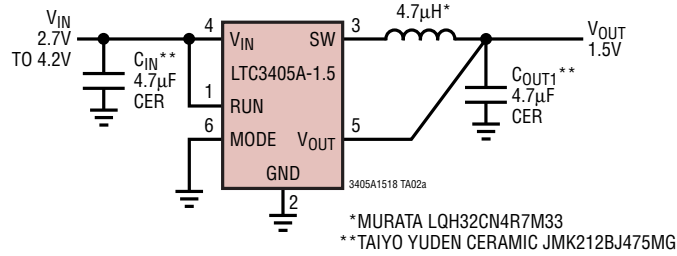 VIN
2.7V
TO 4.2V
CIN**
4.7µF
CER
4
VIN
SW
3
4.7µH*
VOUT
1.5V
LTC3405A-1.5
COUT1**
4.7µF
CER
1
RUN
6
MODE
VOUT
5
GND
2
3405A1518 TA02a
*MURATA LQH32CN4R7M33
**TAIYO YUDEN CERAMIC JMK212BJ475MG